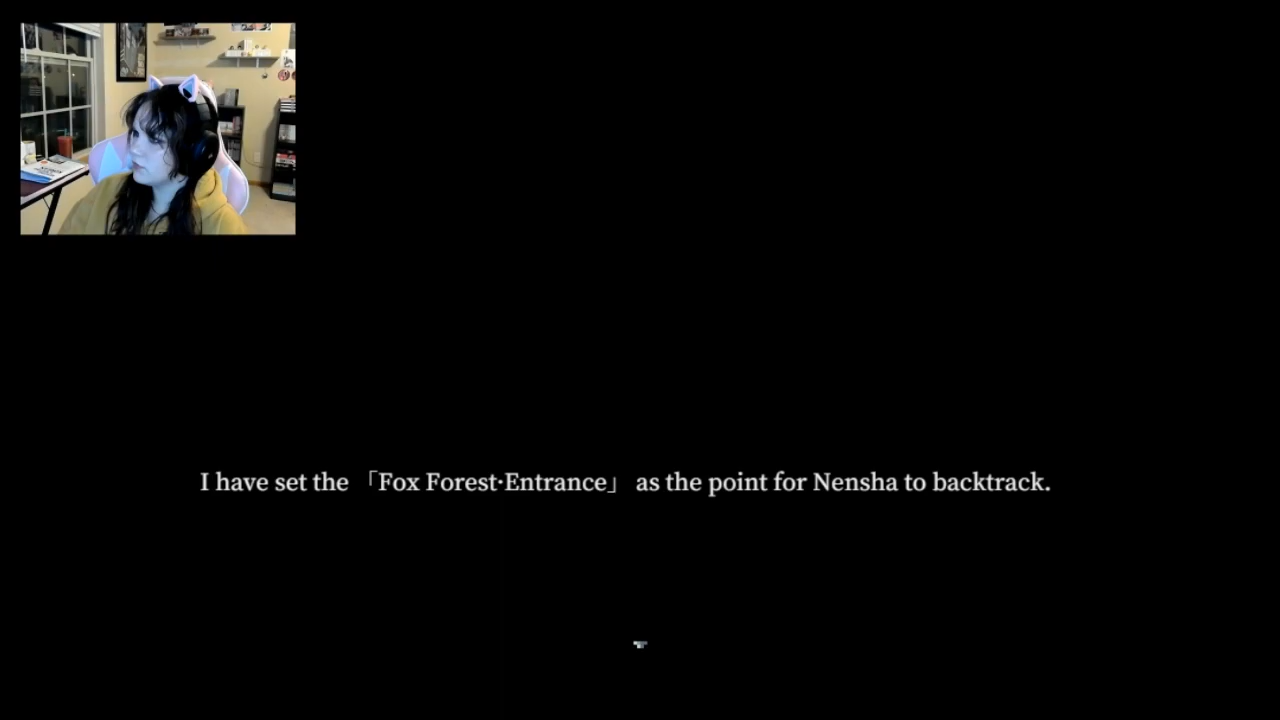 I have set the 「Fox Forest·Entrance」 as the point for Nensha to backtrack.